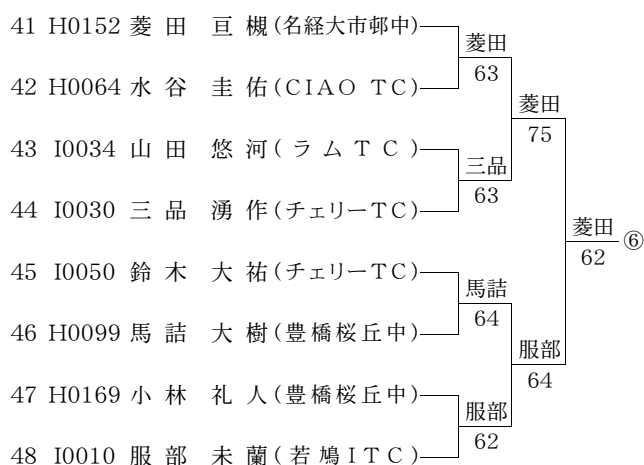 41 H0152 菱田 亘槻 (名経大市邨中)
菱田
63
42 H0064 水谷 圭佑 (CIAO TC)
菱田
75
43 I0034 山田 悠河 (ラムTC)
三品
63
44 I0030 三品 湧作 (チェリーTC)
菱田
62
⑥
45 I0050 鈴木 大祐 (チェリーTC)
馬詰
64
46 H0099 馬詰 大樹 (豊橋桜丘中)
服部
64
47 H0169 小林 礼人 (豊橋桜丘中)
服部
62
48 I0010 服部 未蘭 (若鳩ITC)